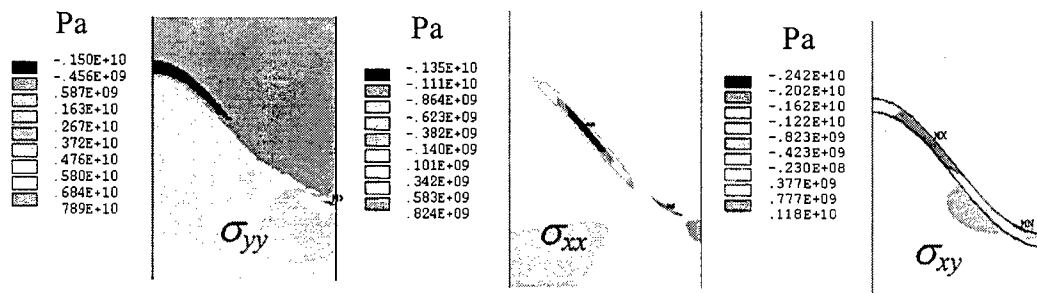 Pa
-.150E+10
-.456E+09
.587E+09
.163E+10
.267E+10
.372E+10
.476E+10
.580E+10
.684E+10
.789E+10
σyy
Pa
-.135E+10
-.111E+10
-.864E+09
-.623E+09
-.382E+09
-.140E+09
.101E+09
.342E+09
.583E+09
.824E+09
σxx
Pa
-.242E+10
-.202E+10
-.162E+10
-.122E+10
-.823E+09
-.423E+09
-.230E+08
.377E+09
.777E+09
.118E+10
MX
MN
σxy